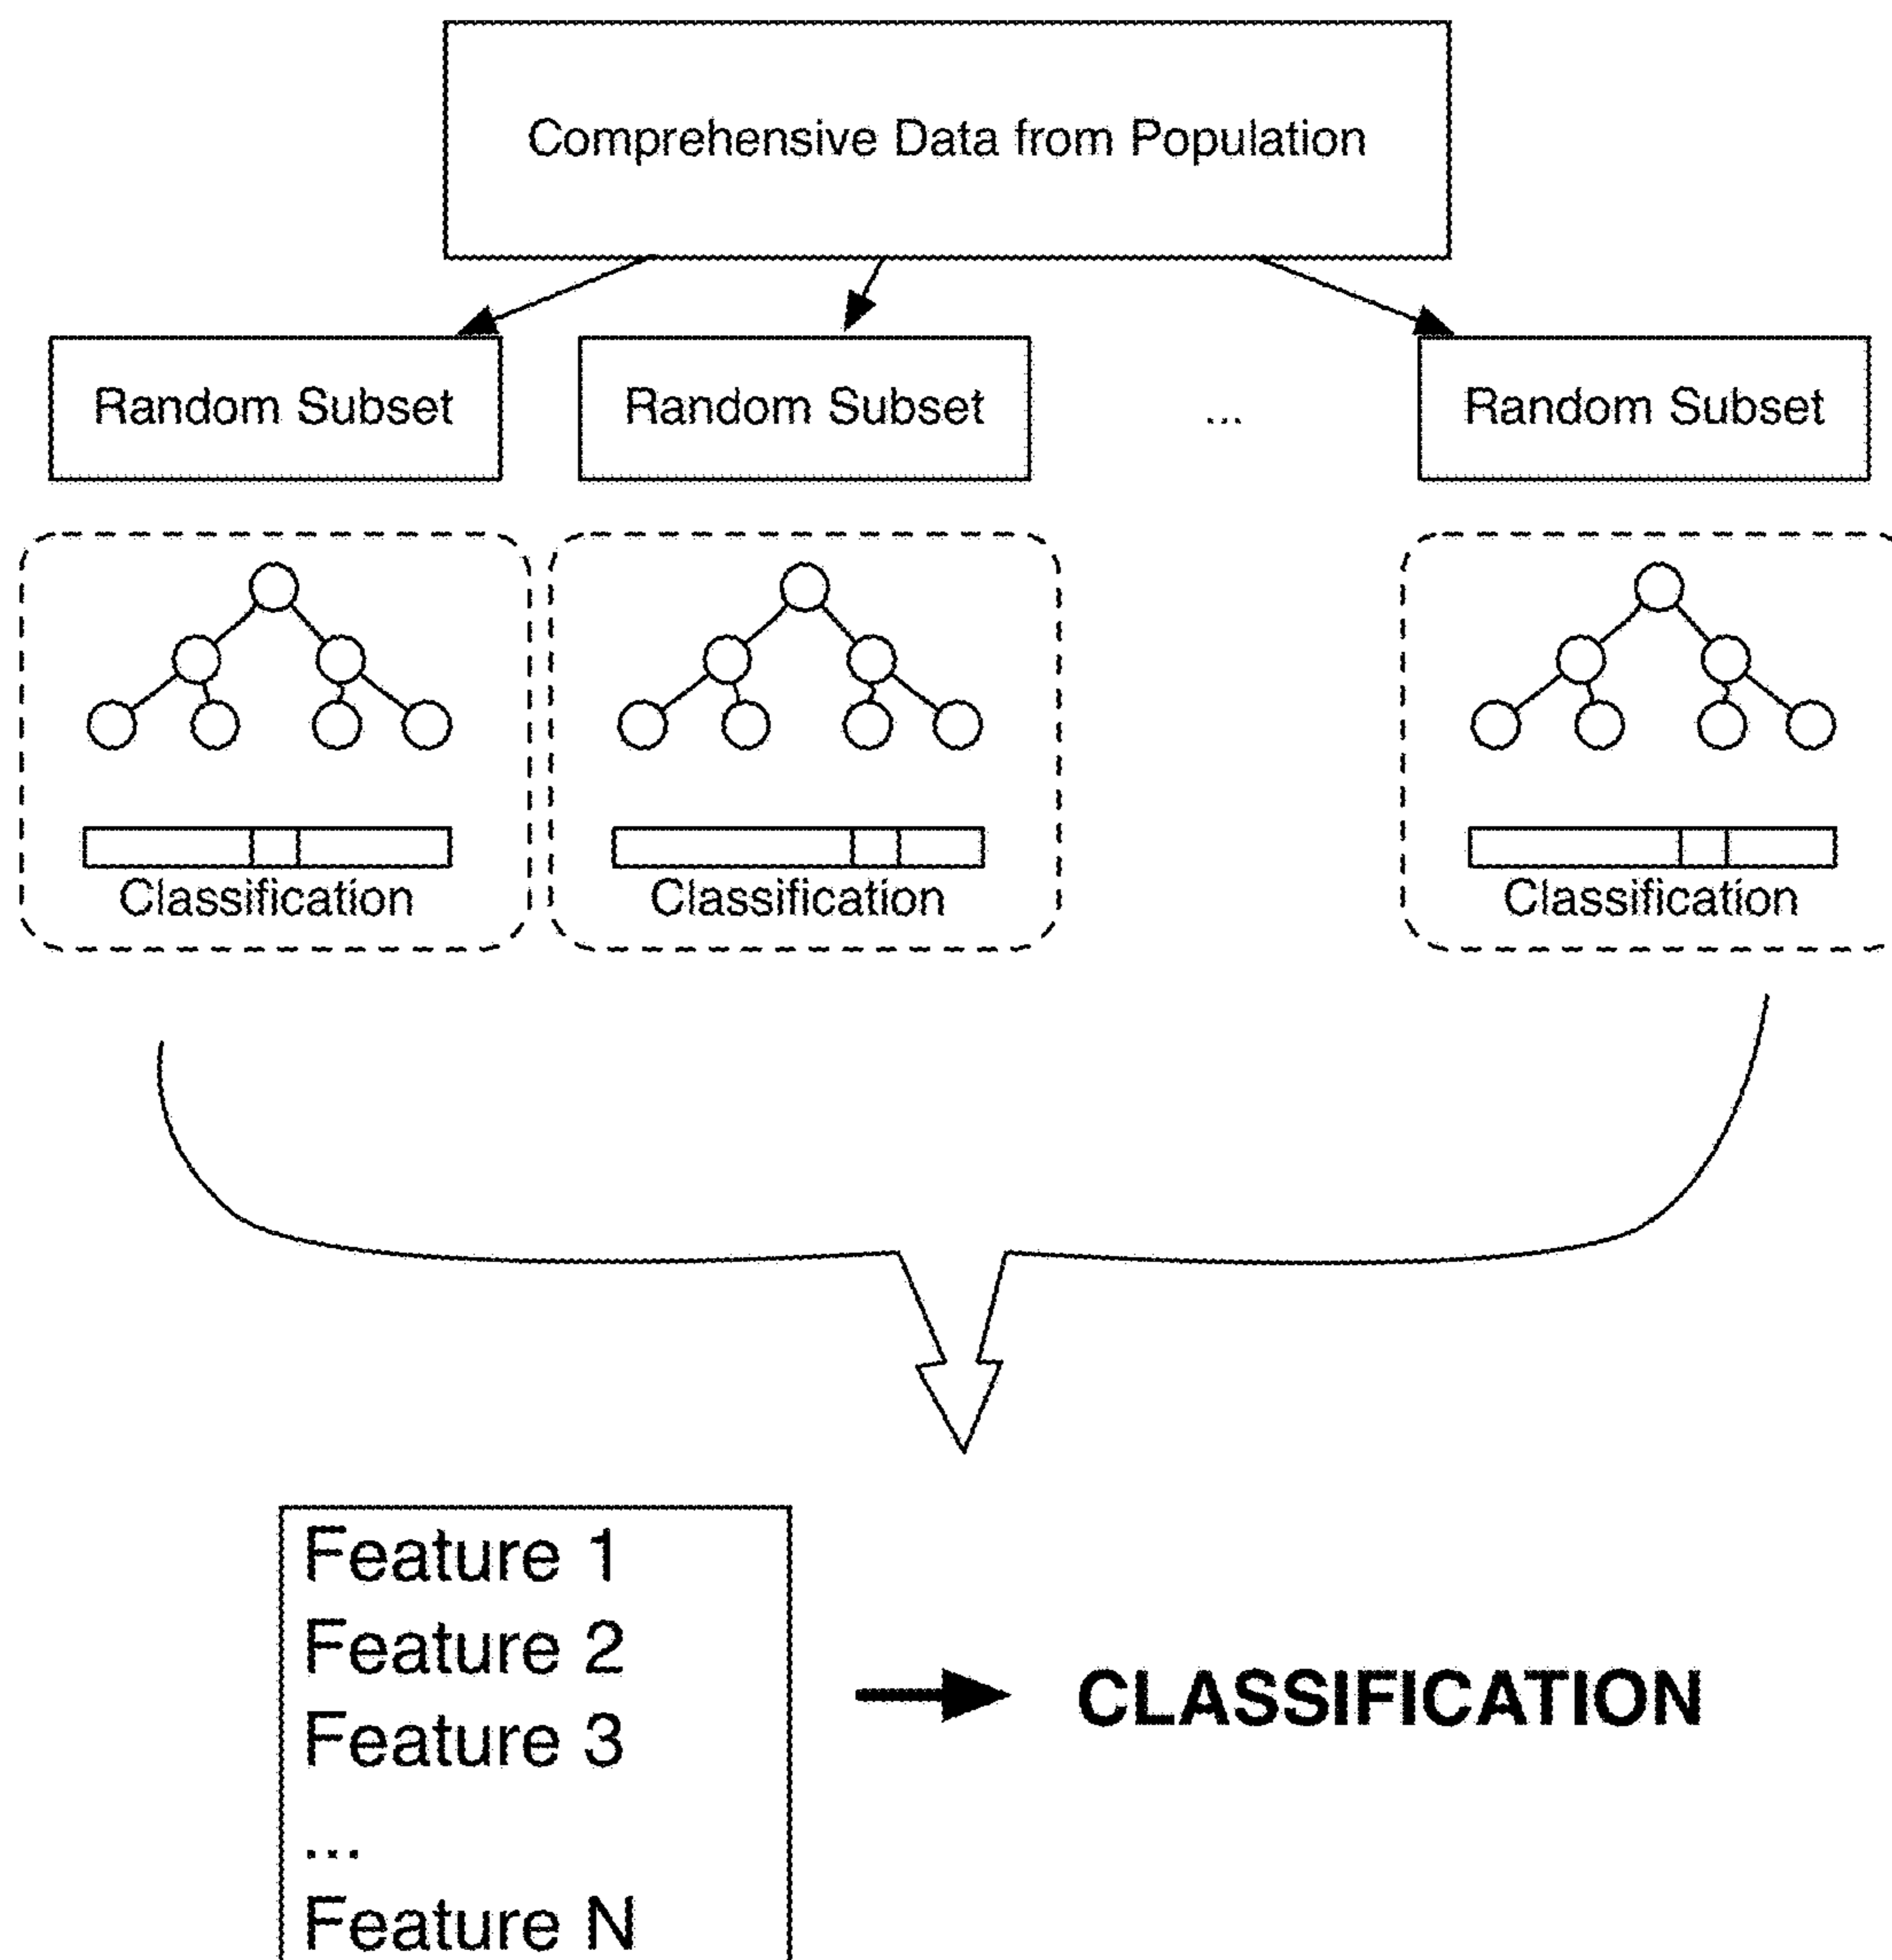 Comprehensive Data from Population
Random Subset
Random Subset
...
Random Subset
Classification
Classification
Classification
Feature 1
Feature 2
Feature 3
...
Feature N
CLASSIFICATION